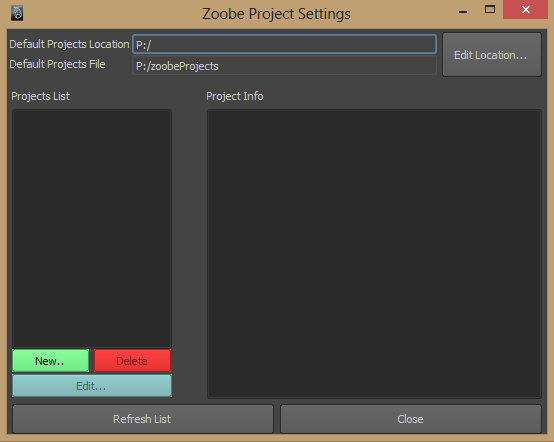 Zoobe Project Settings
Default Projects Location P:/
Edit Location...
Default Projects File P:/zoobeProjects
Projects List Project Info
New.. Delete
Edit...
Refresh List Close